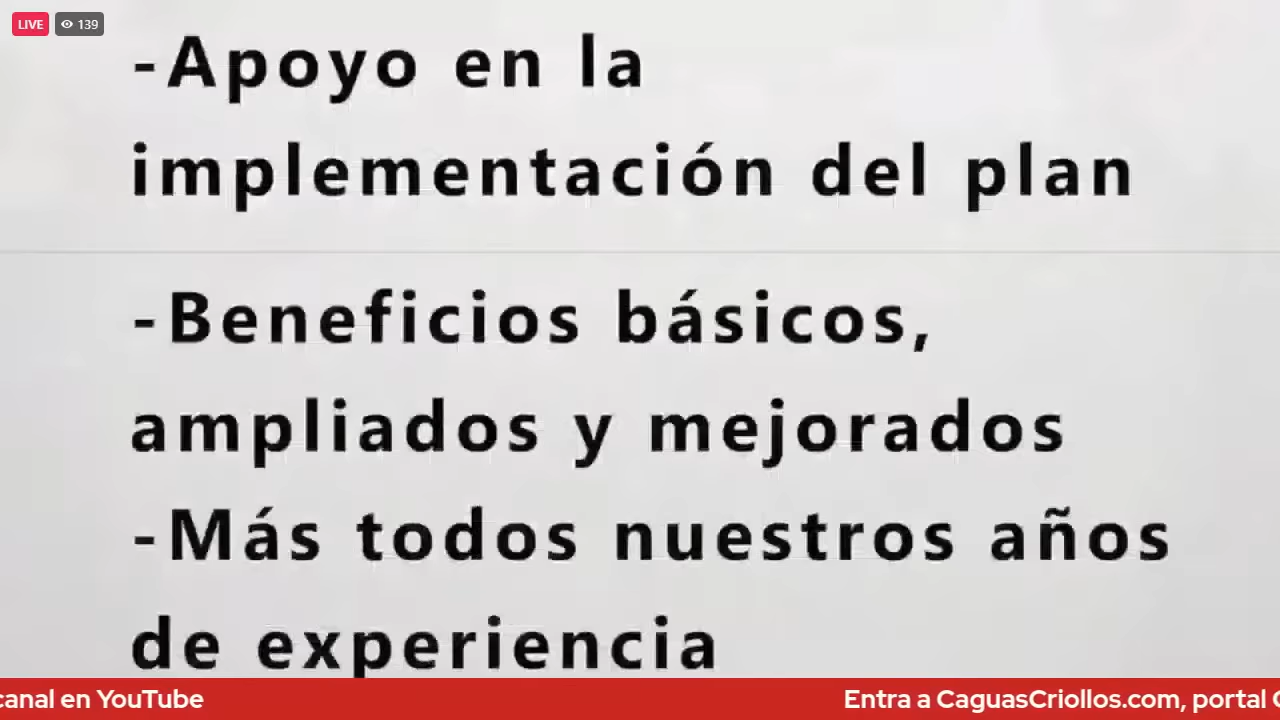 LIVE 139
-Apoyo en la
implementación del plan
-Beneficios básicos,
ampliados y mejorados
-Más todos nuestros años
de experiencia
canal en YouTube
Entra a CaguasCriollos.com, portal